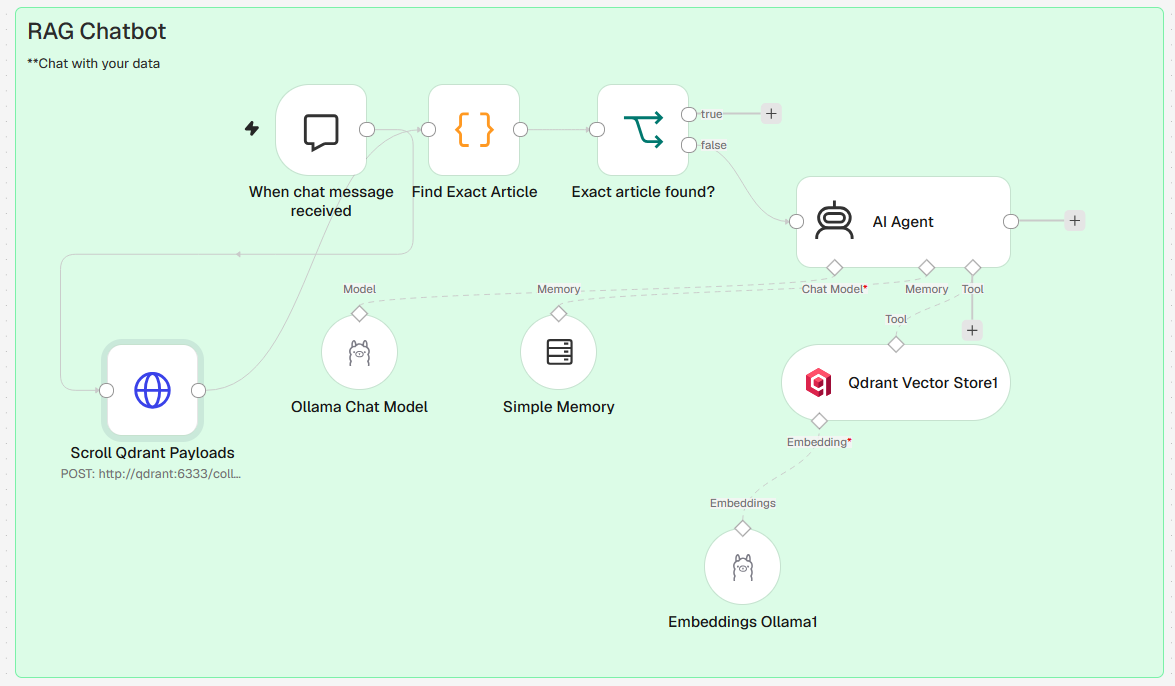 RAG Chatbot
**Chat with your data
true
false
When chat message
received
Find Exact Article
Exact article found?
AI Agent
Model
Memory
Chat Model*
Memory
Tool
Tool
Ollama Chat Model
Simple Memory
Qdrant Vector Store1
Embedding*
Scroll Qdrant Payloads
POST: http://qdrant:6333/coll...
Embeddings
Embeddings Ollama1